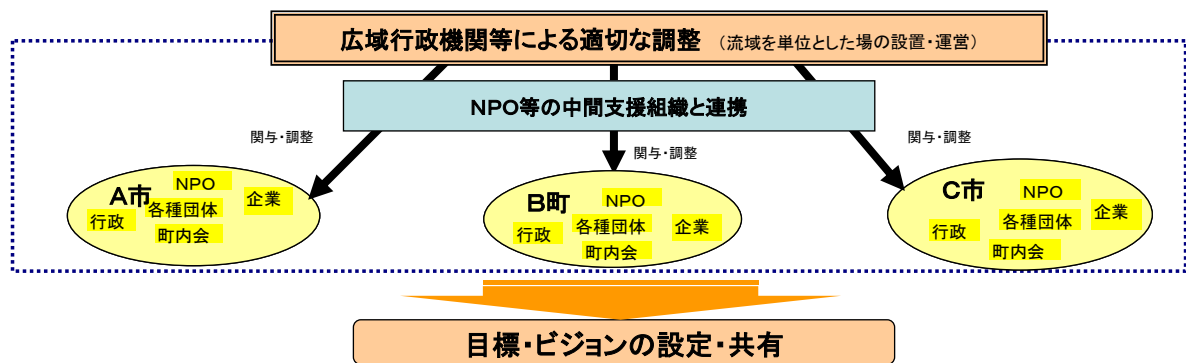 広域行政機関等による適切な調整 （流域を単位とした場の設置・運営）
NPO等の中間支援組織と連携
関与・調整
関与・調整
関与・調整
A市
NPO
企業
行政
各種団体
町内会
B町
NPO
行政
各種団体
企業
町内会
C市
NPO
企業
行政
各種団体
町内会
目標・ビジョンの設定・共有